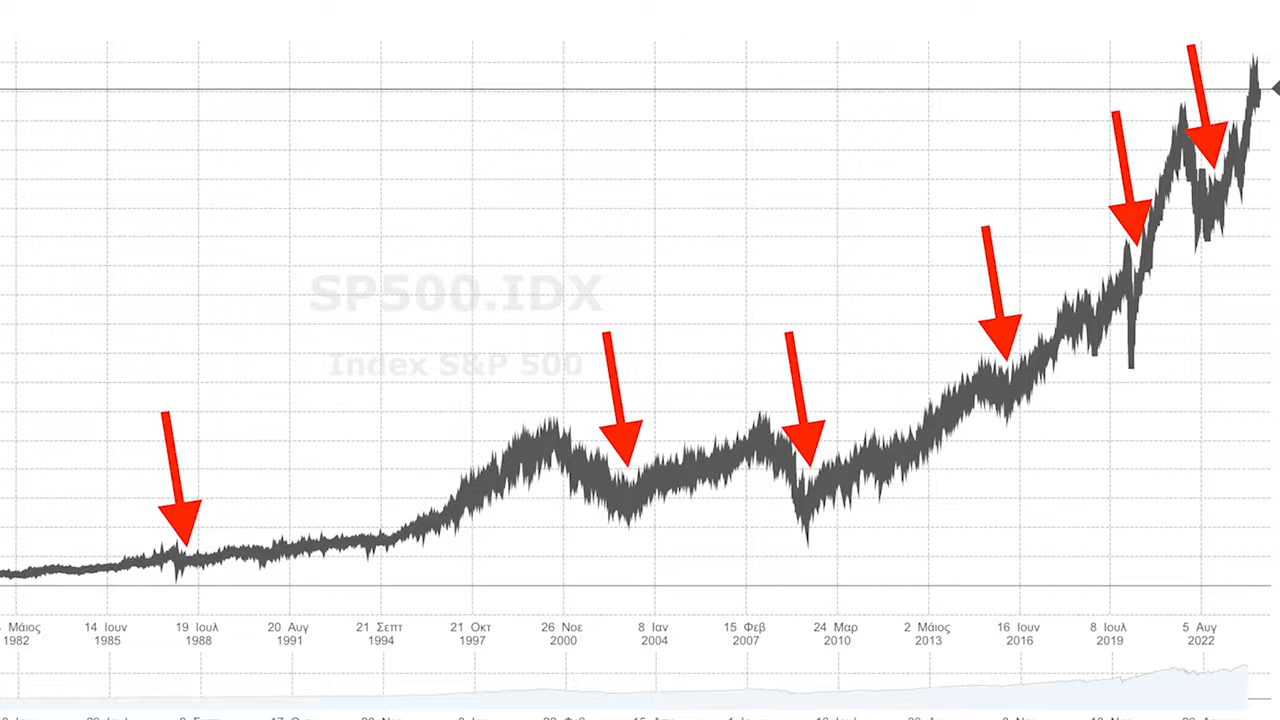 SP500.IDX
Index S&P 500
Μάιος 14 Ιουν 19 Ιουλ 20 Αυγ 21 Σεπτ 21 Οκτ 26 Νοε 8 Ιαν 15 Φεβ 24 Μαρ 2 Μάιος 16 Ιουν 8 Ιουλ 5 Αυγ
1982 1985 1988 1991 1994 1997 2000 2004 2007 2010 2013 2016 2019 2022